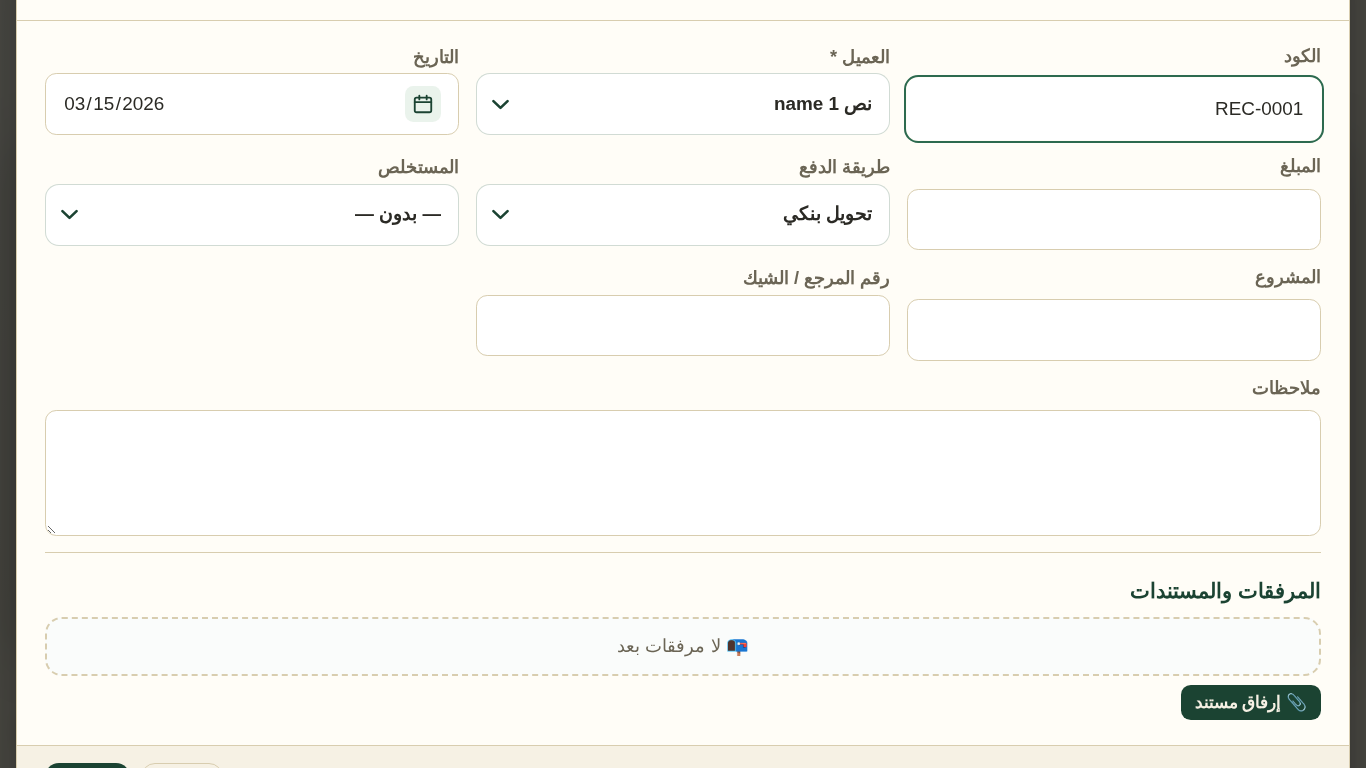 الكود
العميل *
التاريخ
REC-0001
نص name 1
03/15/2026
المبلغ
طريقة الدفع
المستخلص
تحويل بنكي
— بدون —
المشروع
رقم المرجع / الشيك
ملاحظات
المرفقات والمستندات
📭 لا مرفقات بعد
📎 إرفاق مستند